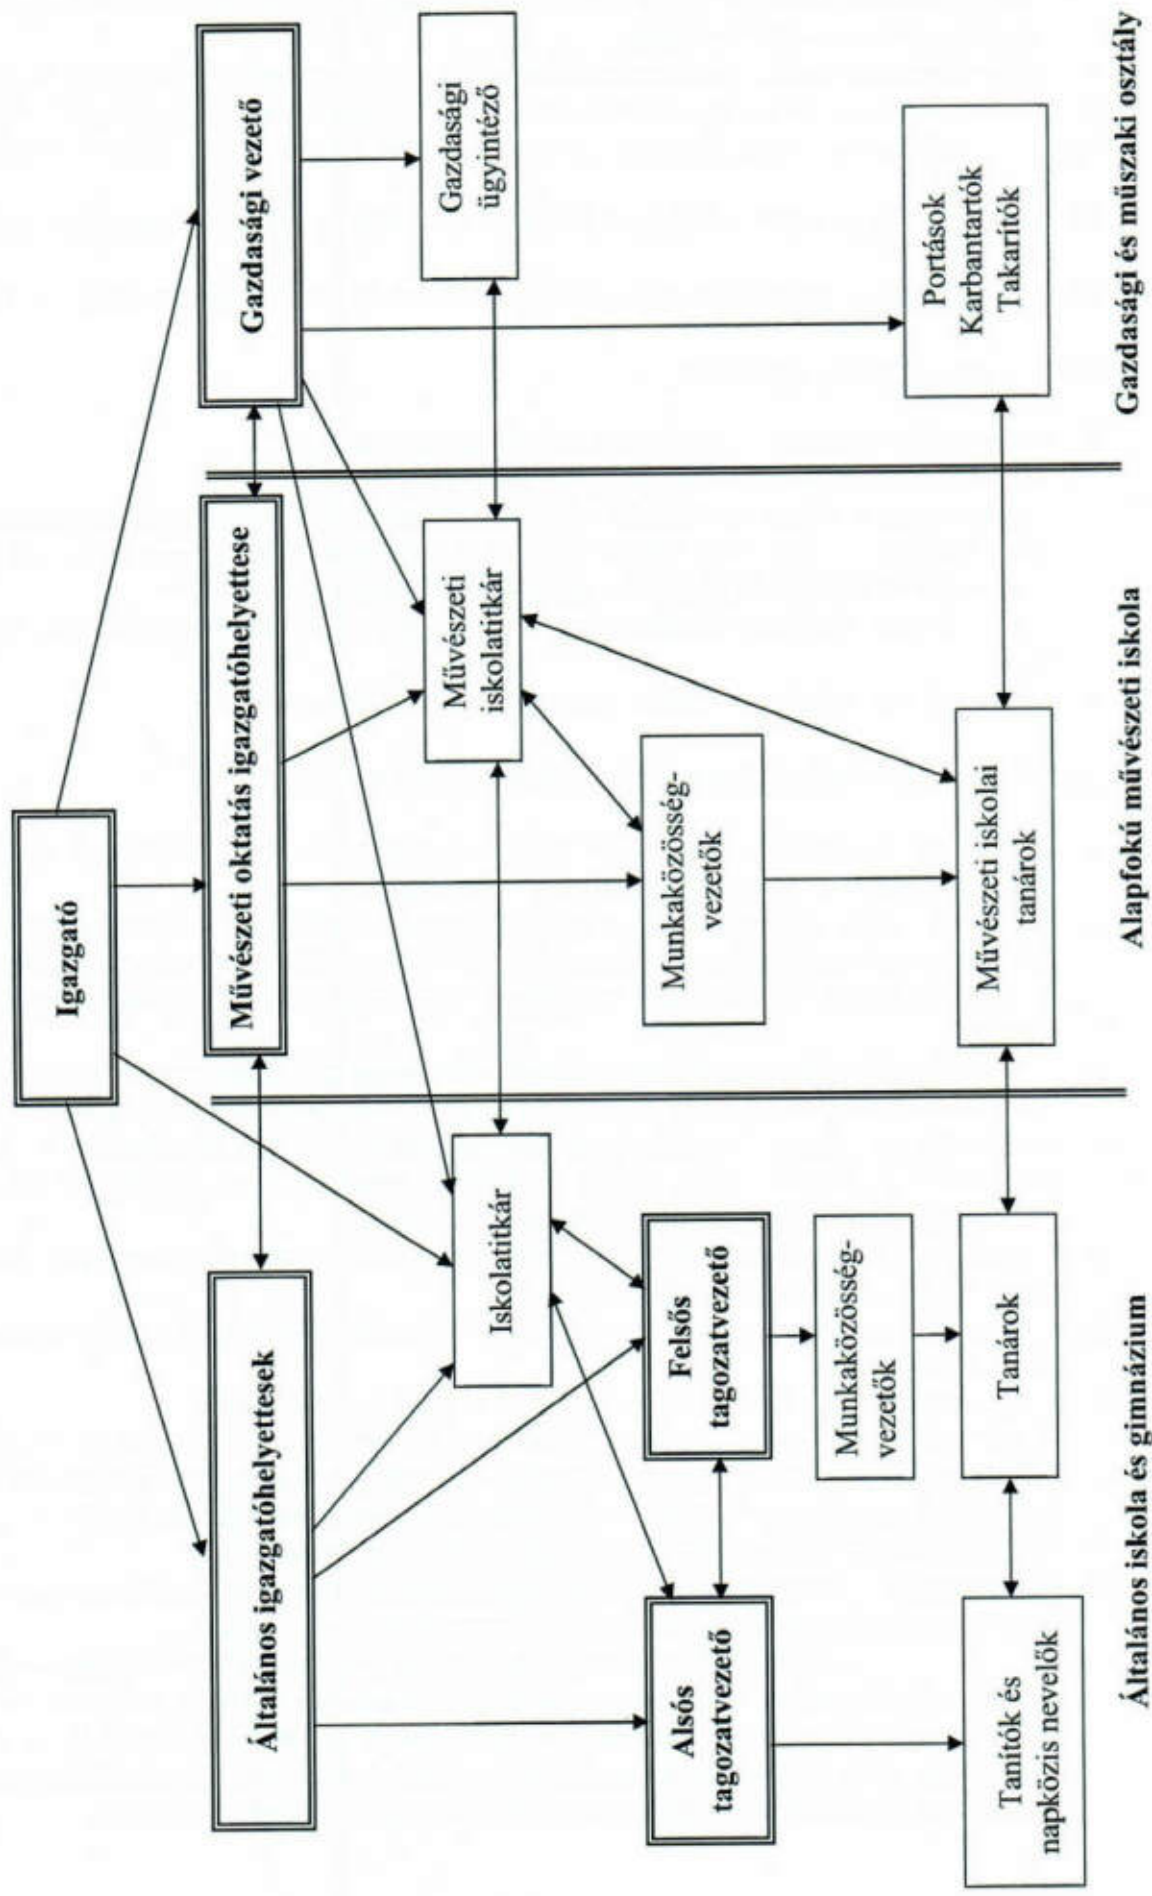 Igazgató
Általános igazgatóhelyettesek
Művészeti oktatás igazgatóhelyettese
Gazdasági vezető
Iskolatitkár
Művészeti
iskolatitkár
Gazdasági
ügyintéző
Alsós
tagozatvezető
Felsős
tagozatvezető
Munkaközösség-
vezetők
Munkaközösség-
vezetők
Tanítók és
napközis nevelők
Tanárok
Művészeti iskolai
tanárok
Portások
Karbantartók
Takarítók
Általános iskola és gimnázium
Alapfokú művészeti iskola
Gazdasági és műszaki osztály